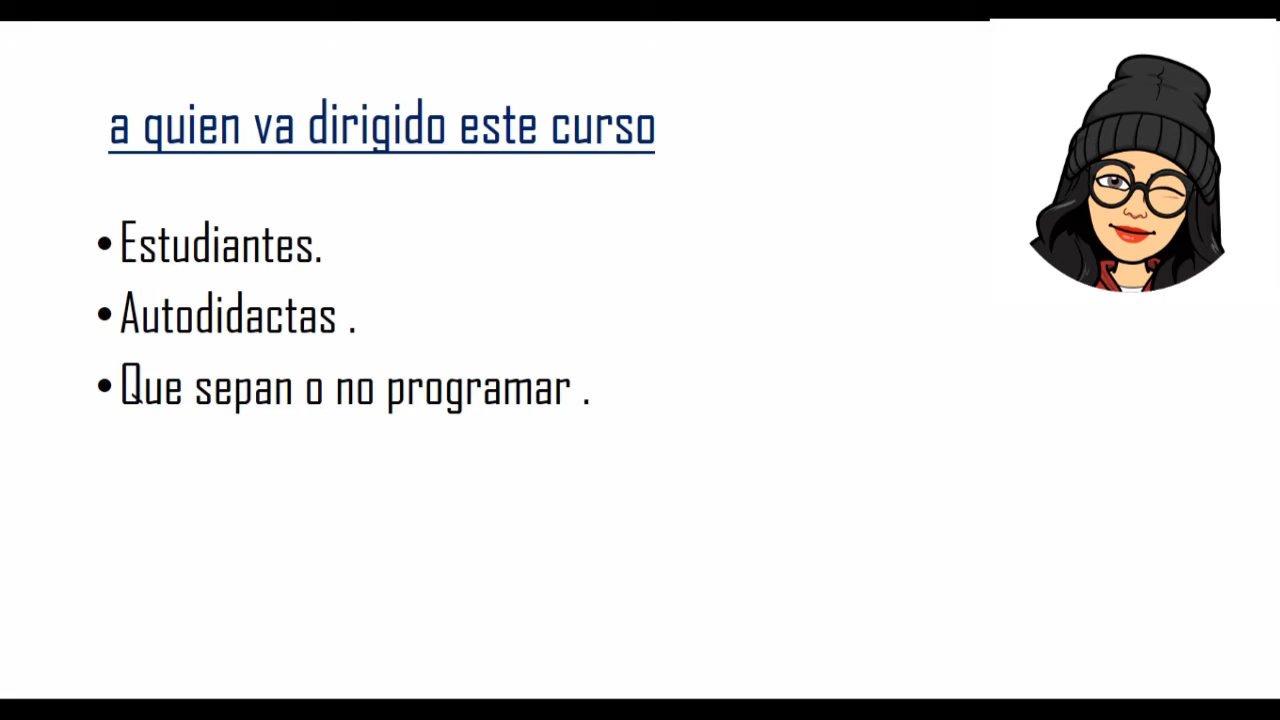 a quien va dirigido este curso
•Estudiantes.
•Autodidactas .
•Que sepan o no programar .